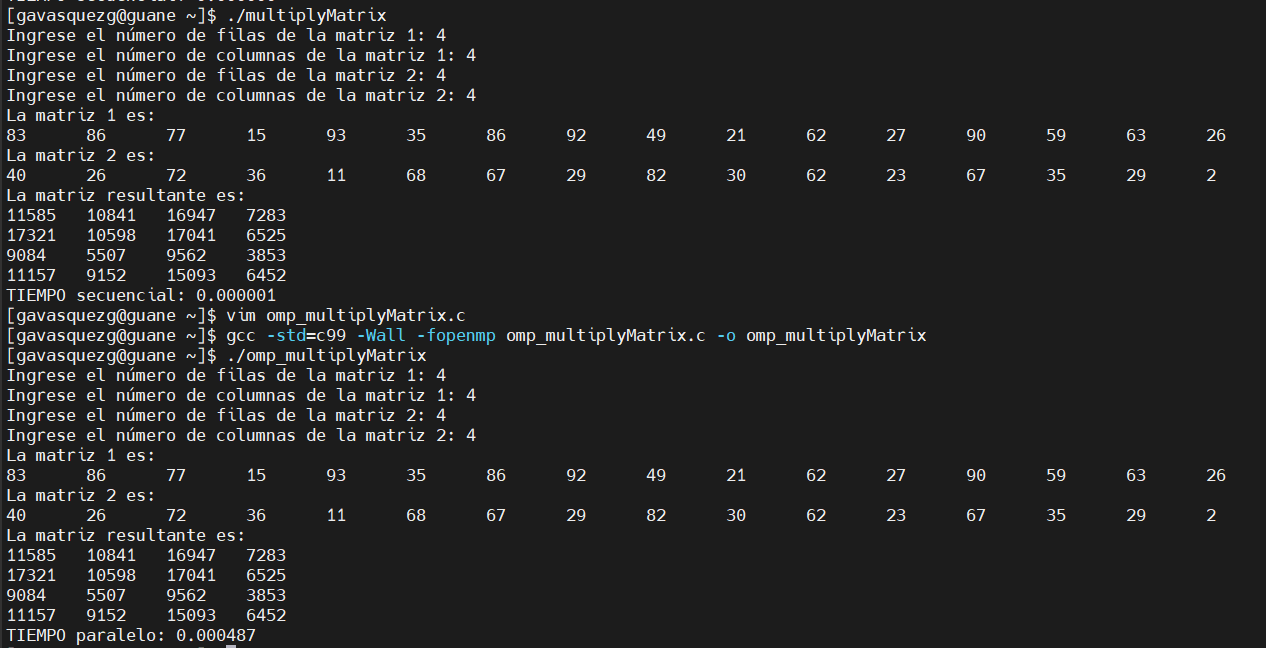 [gavasquezg@guane ~]$ ./multiplyMatrix
Ingrese el número de filas de la matriz 1: 4
Ingrese el número de columnas de la matriz 1: 4
Ingrese el número de filas de la matriz 2: 4
Ingrese el número de columnas de la matriz 2: 4
La matriz 1 es:
83 86 77 15 93 35 86 92 49 21 62 27 90 59 63 26
La matriz 2 es:
40 26 72 36 11 68 67 29 82 30 62 23 67 35 29 2
La matriz resultante es:
11585 10841 16947 7283
17321 10598 17041 6525
9084 5507 9562 3853
11157 9152 15093 6452
TIEMPO secuencial: 0.000001
[gavasquezg@guane ~]$ vim omp_multiplyMatrix.c
[gavasquezg@guane ~]$ gcc -std=c99 -Wall -fopenmp omp_multiplyMatrix.c -o omp_multiplyMatrix
[gavasquezg@guane ~]$ ./omp_multiplyMatrix
Ingrese el número de filas de la matriz 1: 4
Ingrese el número de columnas de la matriz 1: 4
Ingrese el número de filas de la matriz 2: 4
Ingrese el número de columnas de la matriz 2: 4
La matriz 1 es:
83 86 77 15 93 35 86 92 49 21 62 27 90 59 63 26
La matriz 2 es:
40 26 72 36 11 68 67 29 82 30 62 23 67 35 29 2
La matriz resultante es:
11585 10841 16947 7283
17321 10598 17041 6525
9084 5507 9562 3853
11157 9152 15093 6452
TIEMPO paralelo: 0.000487